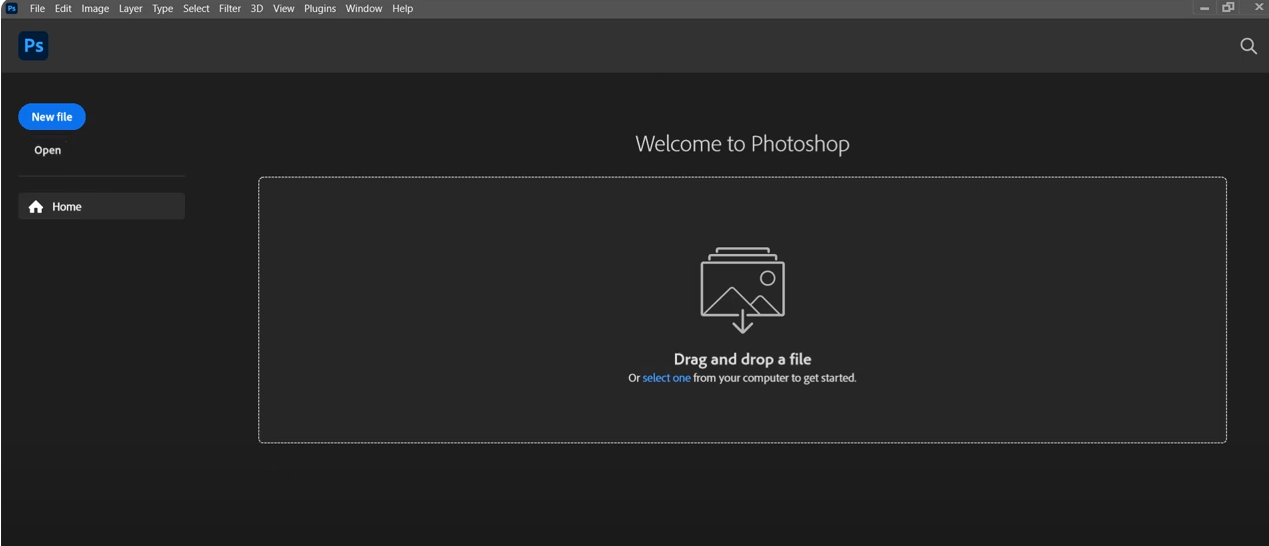 Ps File Edit Image Layer Type Select Filter 3D View Plugins Window Help
Ps
New file
Open
Home
Welcome to Photoshop
Drag and drop a file
Or select one from your computer to get started.